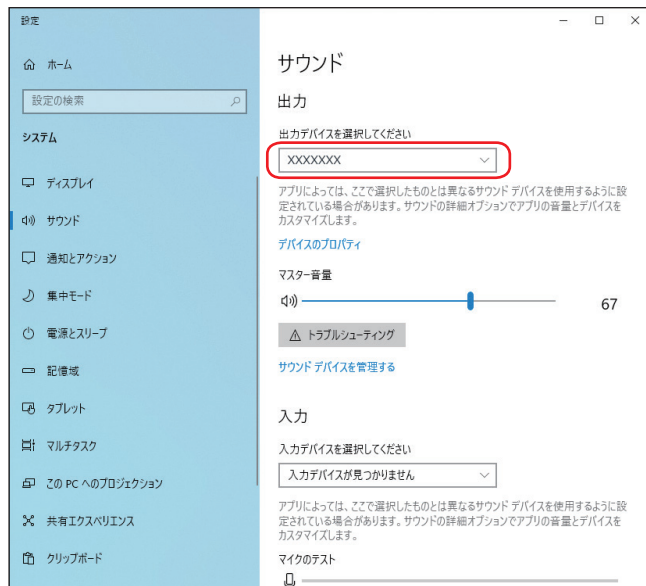 設定
ホーム
設定の検索
システム
ディスプレイ
サウンド
通知とアクション
集中モード
電源とスリープ
記憶域
タブレット
マルチタスク
この PC へのプロジェクション
共有エクスペリエンス
クリップボード
サウンド
出力
出力デバイスを選択してください
XXXXXXX
アプリによっては、ここで選択したものとは異なるサウンド デバイスを使用するように設
定されている場合があります。サウンドの詳細オプションでアプリの音量とデバイスを
カスタマイズします。
デバイスのプロパティ
マスター音量
67
トラブルシューティング
サウンド デバイスを管理する
入力
入力デバイスを選択してください
入力デバイスが見つかりません
アプリによっては、ここで選択したものとは異なるサウンド デバイスを使用するように設
定されている場合があります。サウンドの詳細オプションでアプリの音量とデバイスを
カスタマイズします。
マイクのテスト